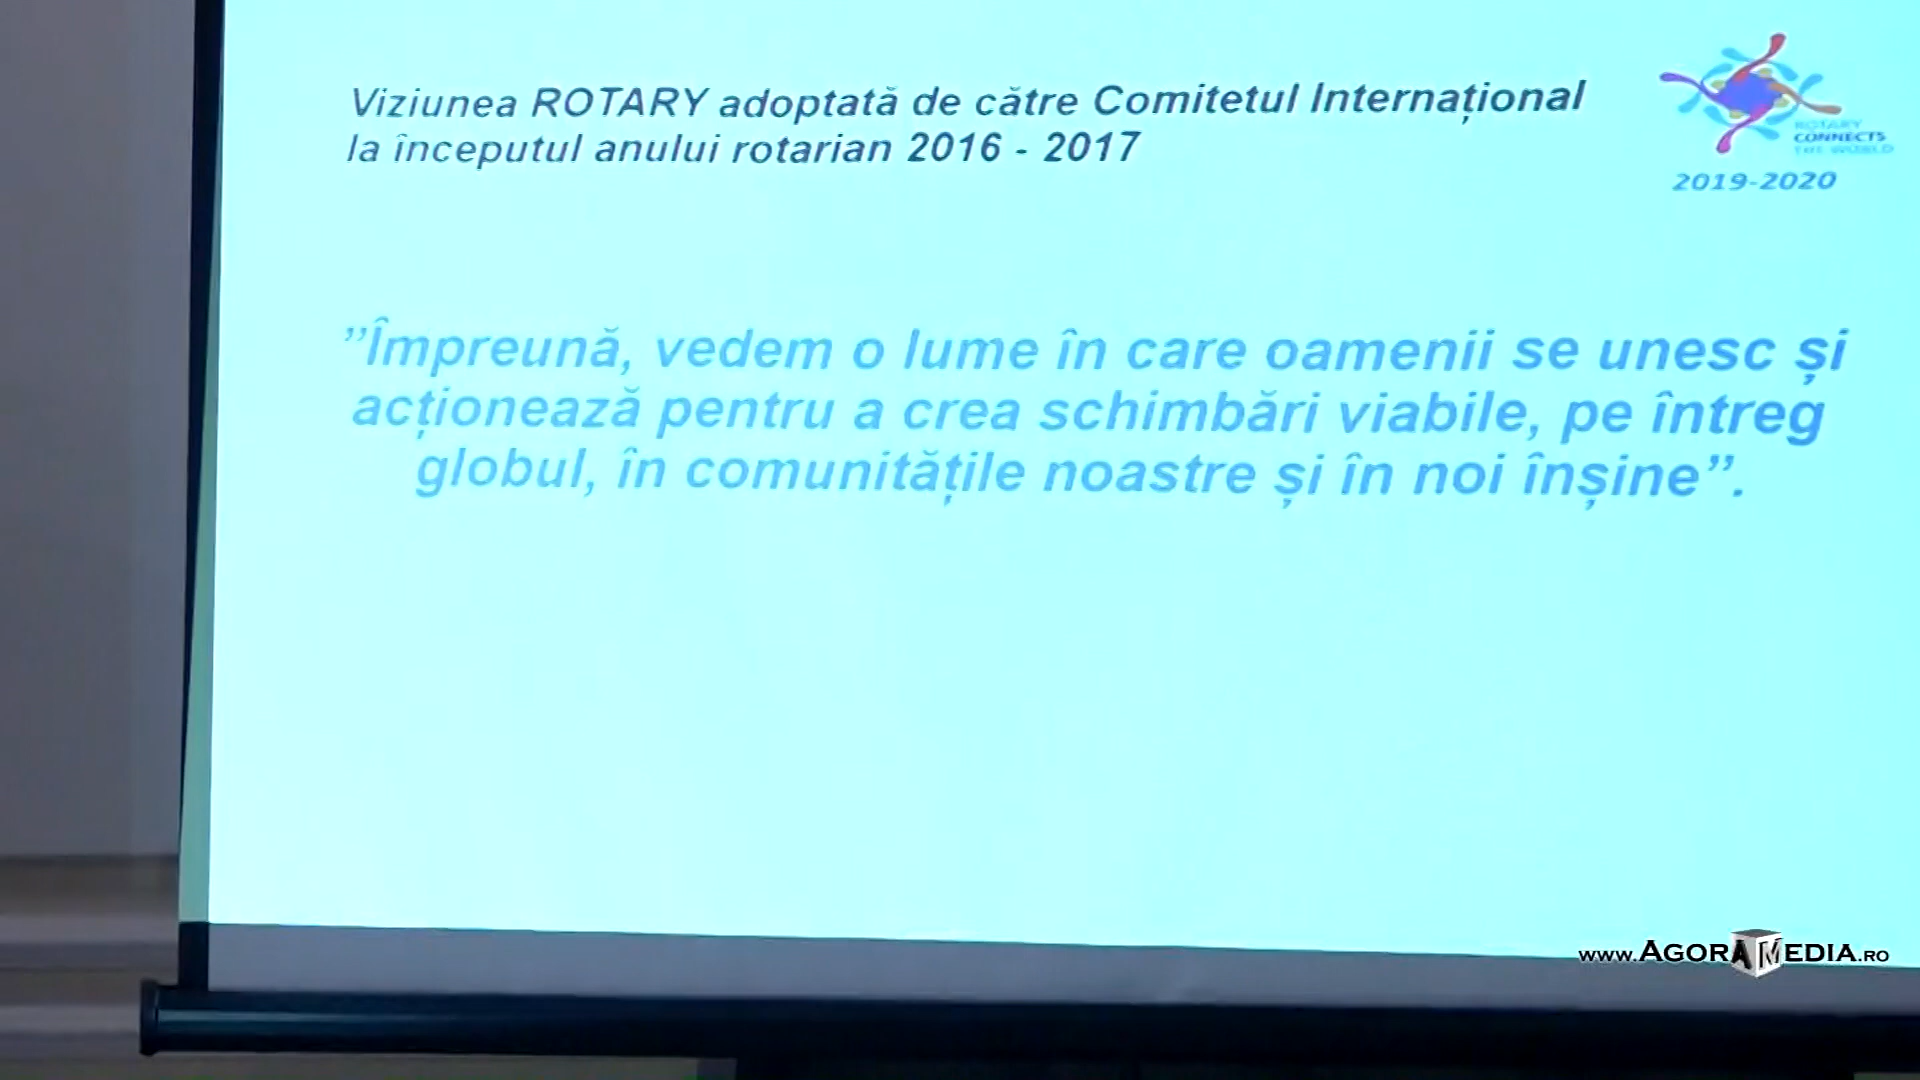 Viziunea ROTARY adoptată de către Comitetul Internațional
la începutul anului rotarian 2016 - 2017
ROTARY
CONNECTS
THE WORLD
2019-2020
”Împreună, vedem o lume în care oamenii se unesc și
acționează pentru a crea schimbări viabile, pe întreg
globul, în comunitățile noastre și în noi înșine”.
www.AGORAMEDIA.RO